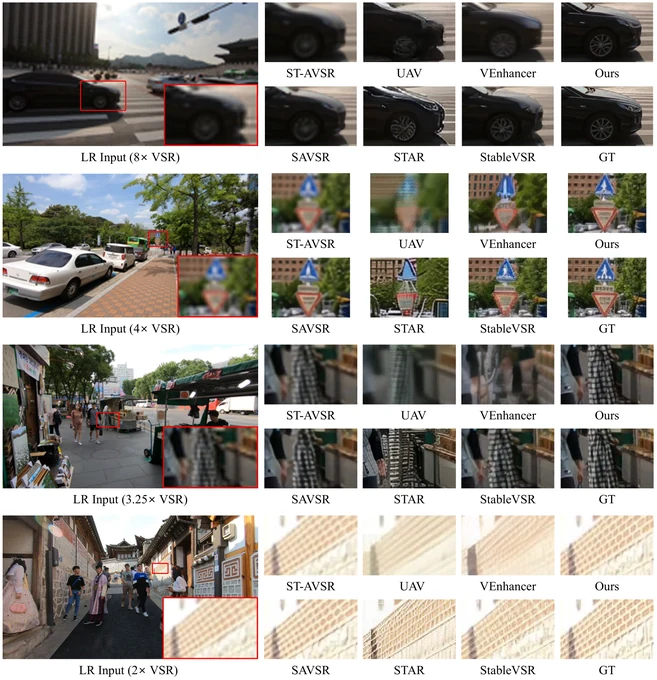 ST-AVSR UAV VEnhancer Ours
LR Input (8× VSR) SAVSR STAR StableVSR GT
ST-AVSR UAV VEnhancer Ours
LR Input (4× VSR) SAVSR STAR StableVSR GT
ST-AVSR UAV VEnhancer Ours
LR Input (3.25× VSR) SAVSR STAR StableVSR GT
ST-AVSR UAV VEnhancer Ours
LR Input (2× VSR) SAVSR STAR StableVSR GT